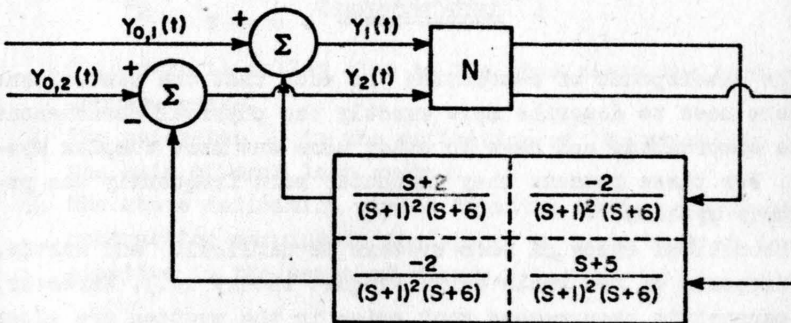 +
Y₀,₁(t)
Σ
Y₁(t)
Y₀,₂(t)
+
Σ
Y₂(t)
N
S+2
(S+1)²(S+6)
-2
(S+1)²(S+6)
-2
(S+1)²(S+6)
S+5
(S+1)²(S+6)